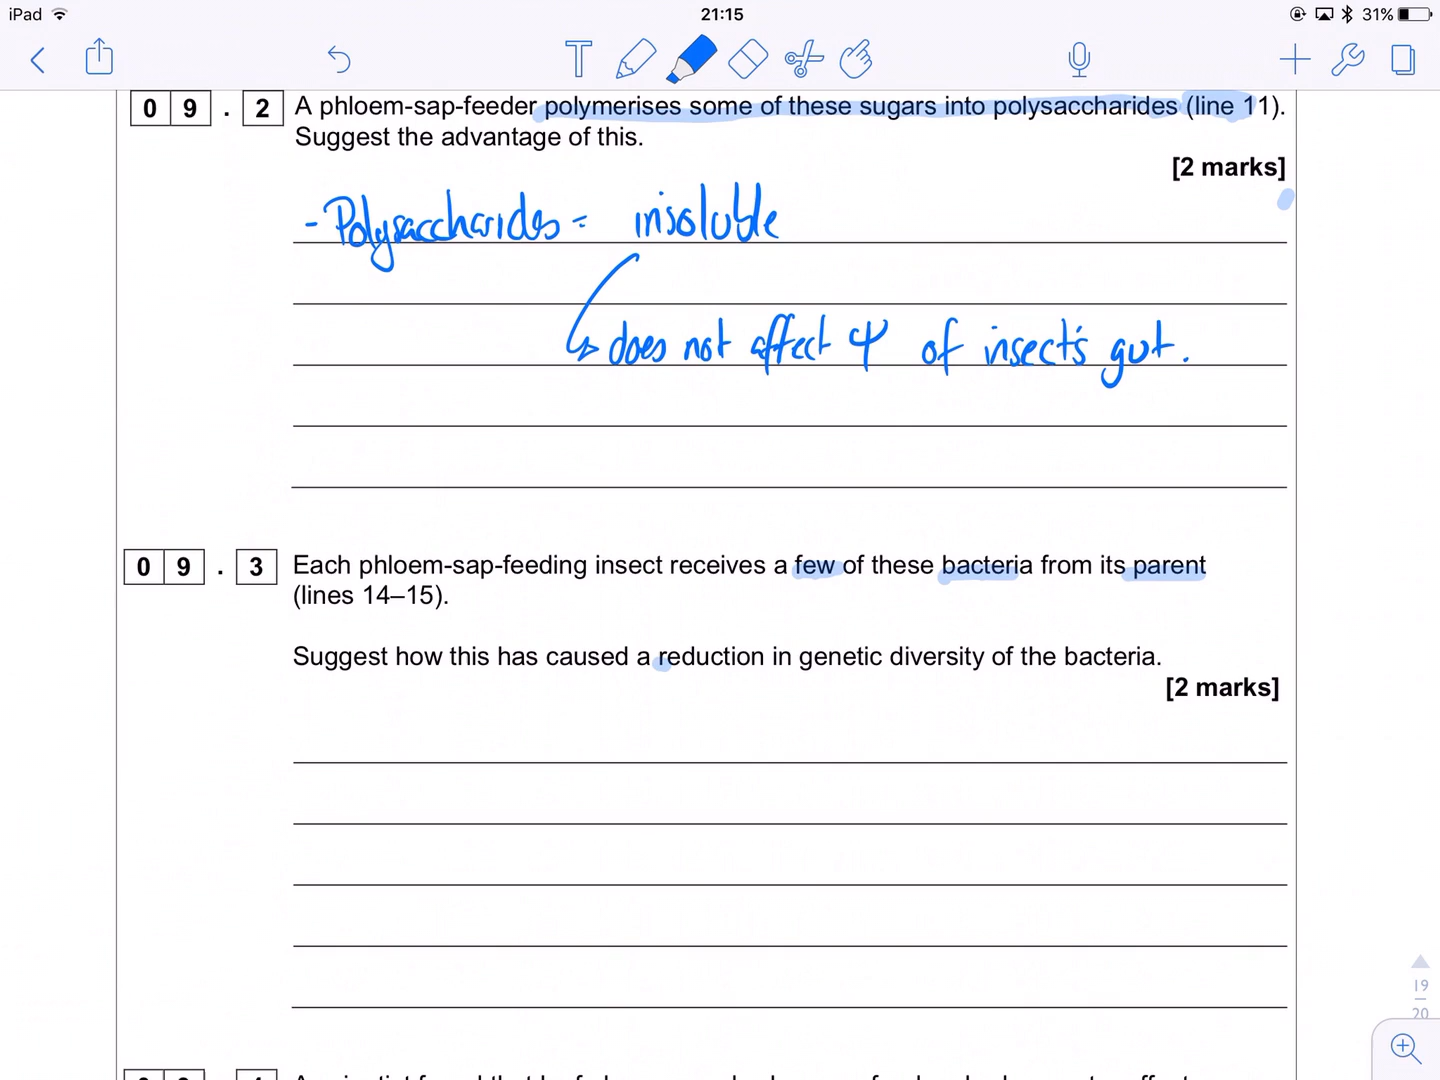 iPad
21:15
31%
T
0 9 . 2 A phloem-sap-feeder polymerises some of these sugars into polysaccharides (line 11).
Suggest the advantage of this.
[2 marks]
- Polysaccharides = insoluble
↳ does not affect Ψ of insect's gut.
0 9 . 3 Each phloem-sap-feeding insect receives a few of these bacteria from its parent
(lines 14–15).
Suggest how this has caused a reduction in genetic diversity of the bacteria.
[2 marks]
19
20